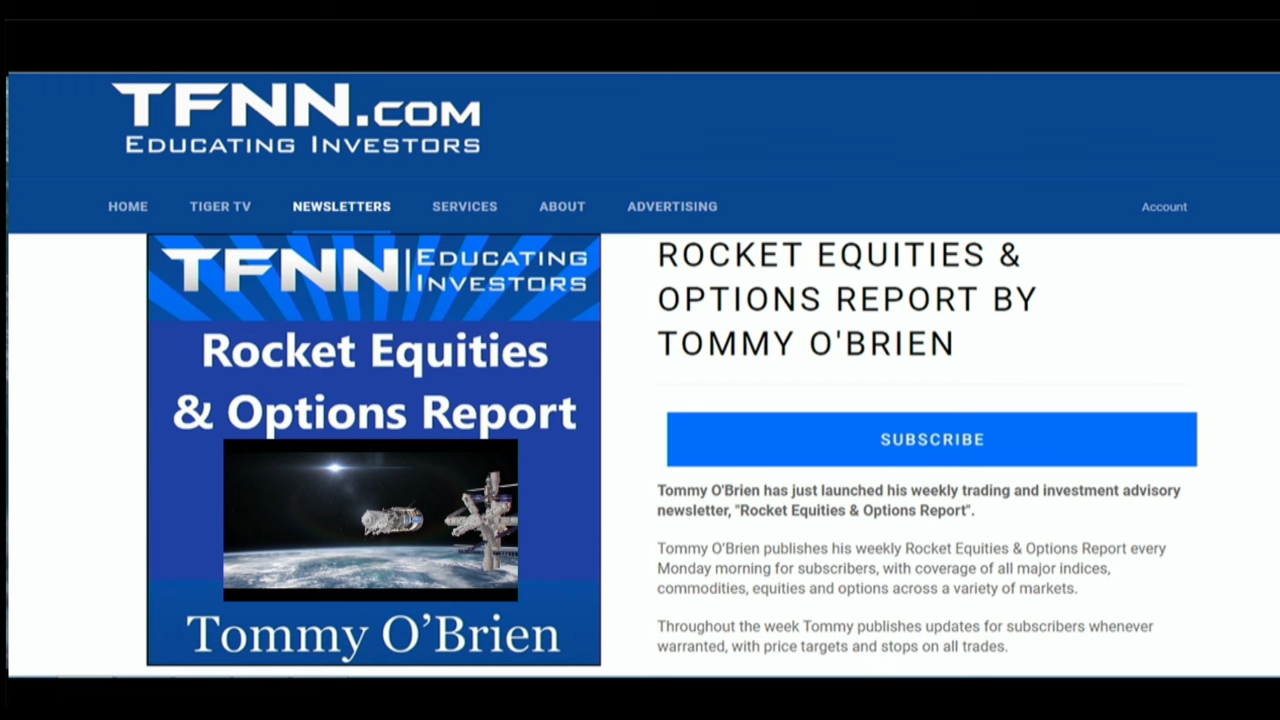 TFNN.COM
EDUCATING INVESTORS
HOME TIGER TV NEWSLETTERS SERVICES ABOUT ADVERTISING Account
TFNN EDUCATING
INVESTORS
Rocket Equities
& Options Report
Tommy O’Brien
ROCKET EQUITIES &
OPTIONS REPORT BY
TOMMY O'BRIEN
SUBSCRIBE
Tommy O'Brien has just launched his weekly trading and investment advisory
newsletter, "Rocket Equities & Options Report".
Tommy O’Brien publishes his weekly Rocket Equities & Options Report every
Monday morning for subscribers, with coverage of all major indices,
commodities, equities and options across a variety of markets.
Throughout the week Tommy publishes updates for subscribers whenever
warranted, with price targets and stops on all trades.